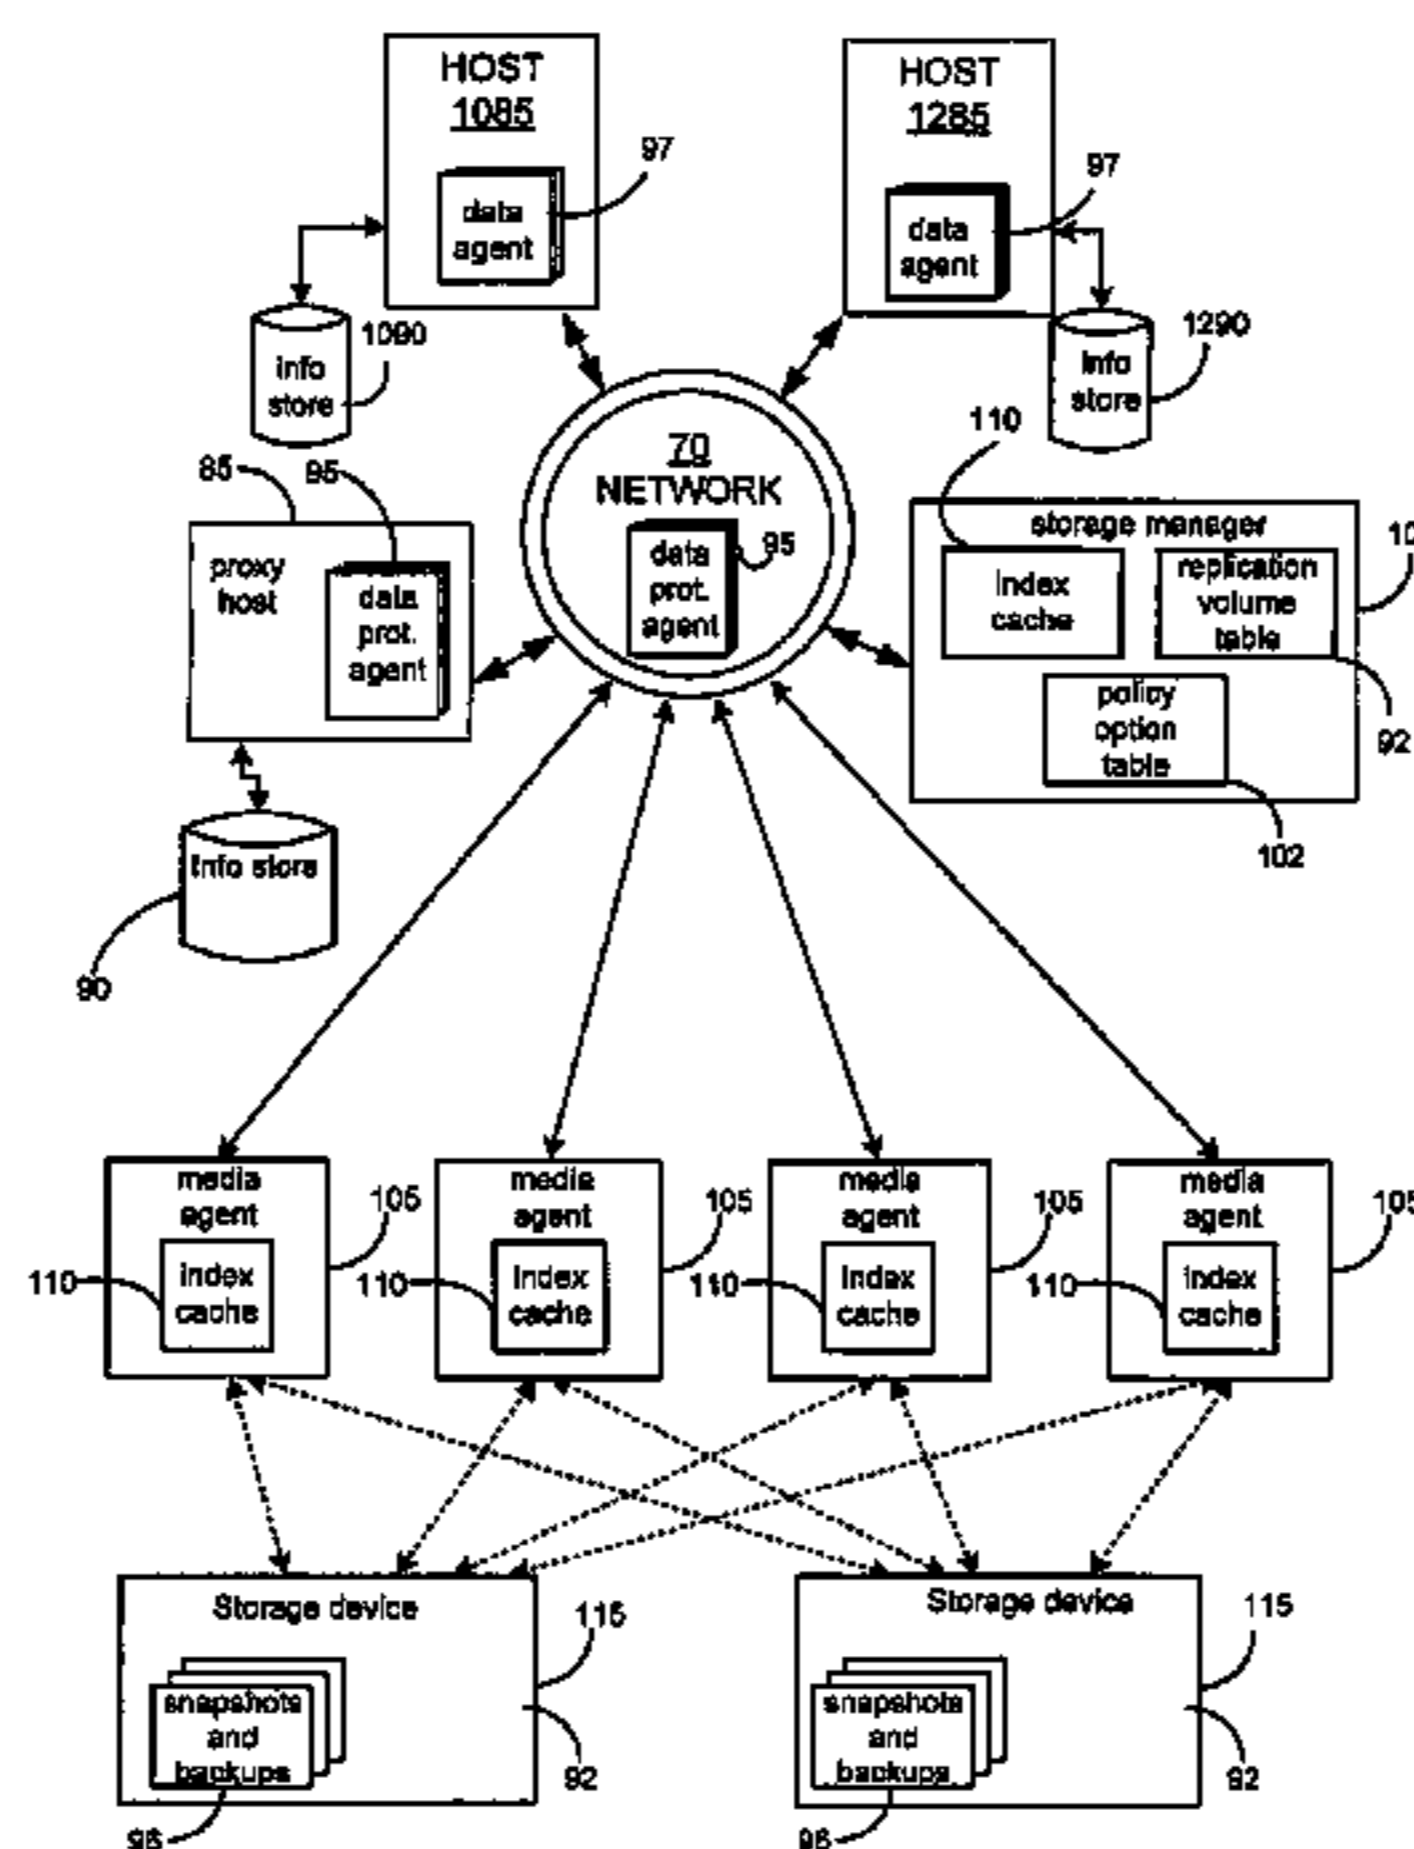 HOST
1085
data
agent
97
HOST
1285
data
agent
97
info
store
1090
info
store
1290
70
NETWORK
data
prot.
agent
95
85
95
proxy
host
data
prot.
agent
info store
90
110
storage manager
index
cache
replication
volume
table
10
92
policy
option
table
102
media
agent
index
cache
105
110
media
agent
index
cache
105
110
media
agent
index
cache
105
110
media
agent
index
cache
105
110
Storage device
115
snapshots
and
backups
92
Storage device
115
snapshots
and
backups
92